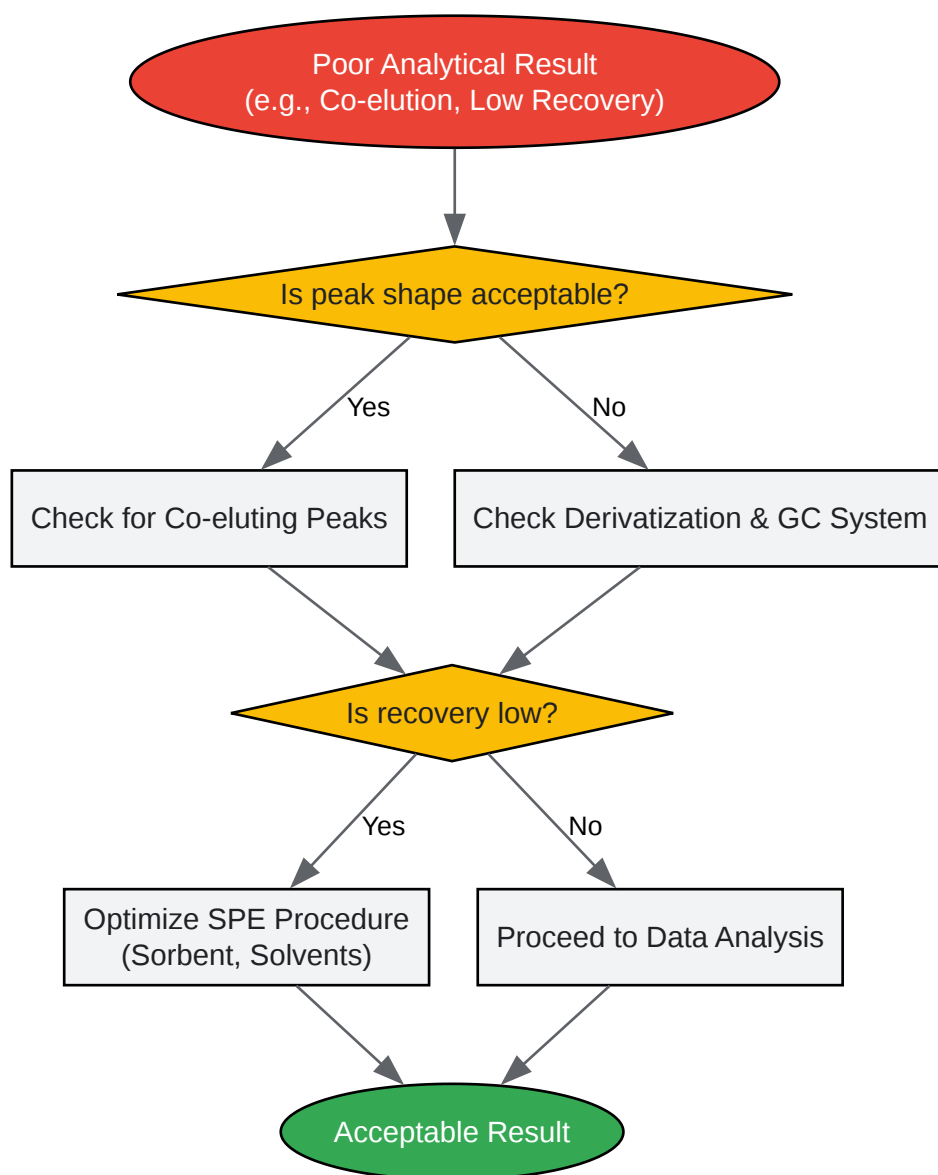 Poor Analytical Result
(e.g., Co-elution, Low Recovery)
Is peak shape acceptable?
Yes
No
Check for Co-eluting Peaks
Check Derivatization & GC System
Is recovery low?
Yes
No
Optimize SPE Procedure
(Sorbent, Solvents)
Proceed to Data Analysis
Acceptable Result